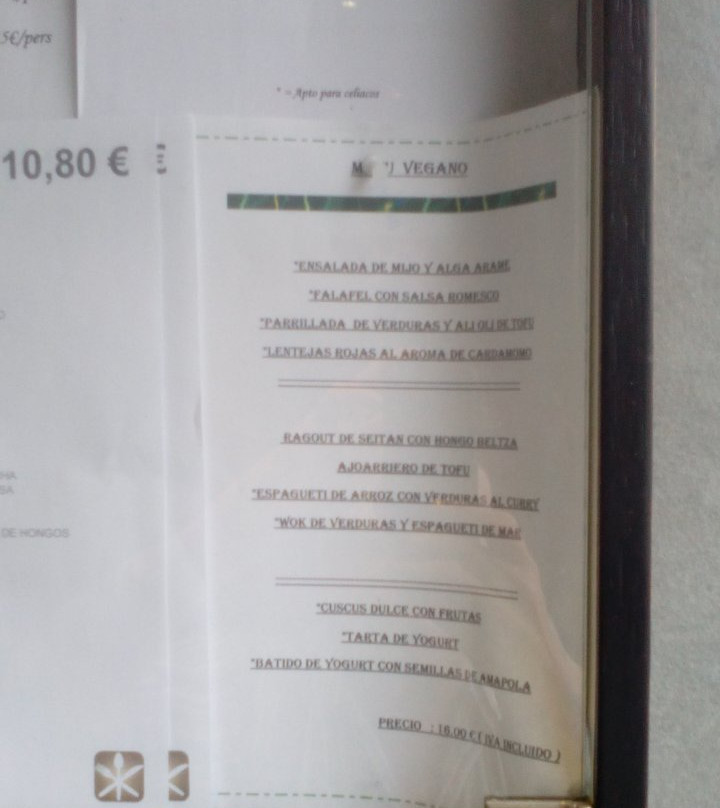 5€/pers
* = Apto para celiacos
10,80 €
VEGANO
*ENSALADA DE MIJO Y ALGA ARAME
*FALAFEL CON SALSA ROMESCO
*PARRILLADA DE VERDURAS Y ALI OLI DE TOFU
*LENTEJAS ROJAS AL AROMA DE CARDAMOMO
RAGOUT DE SEITAN CON HONGO BELTZA
AJOARRIERO DE TOFU
*ESPAGUETI DE ARROZ CON VERDURAS AL CURRY
*WOK DE VERDURAS Y ESPAGUETI DE MAR
DE HONGOS
*CUSCUS DULCE CON FRUTAS
*TARTA DE YOGURT
*BATIDO DE YOGURT CON SEMILLAS DE AMAPOLA
PRECIO : 16,00 € ( IVA INCLUIDO )